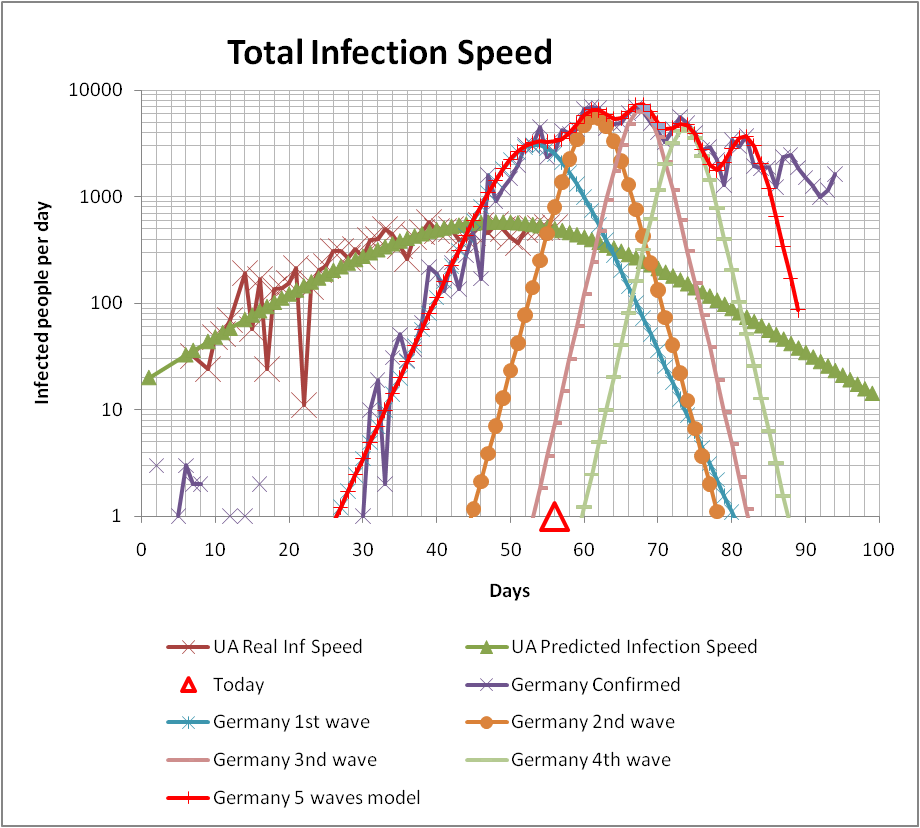 Total Infection Speed
Infected people per day
10000
1000
100
10
1
0 10 20 30 40 50 60 70 80 90 100
Days
UA Real Inf Speed
UA Predicted Infection Speed
Today
Germany Confirmed
Germany 1st wave
Germany 2nd wave
Germany 3nd wave
Germany 4th wave
Germany 5 waves model